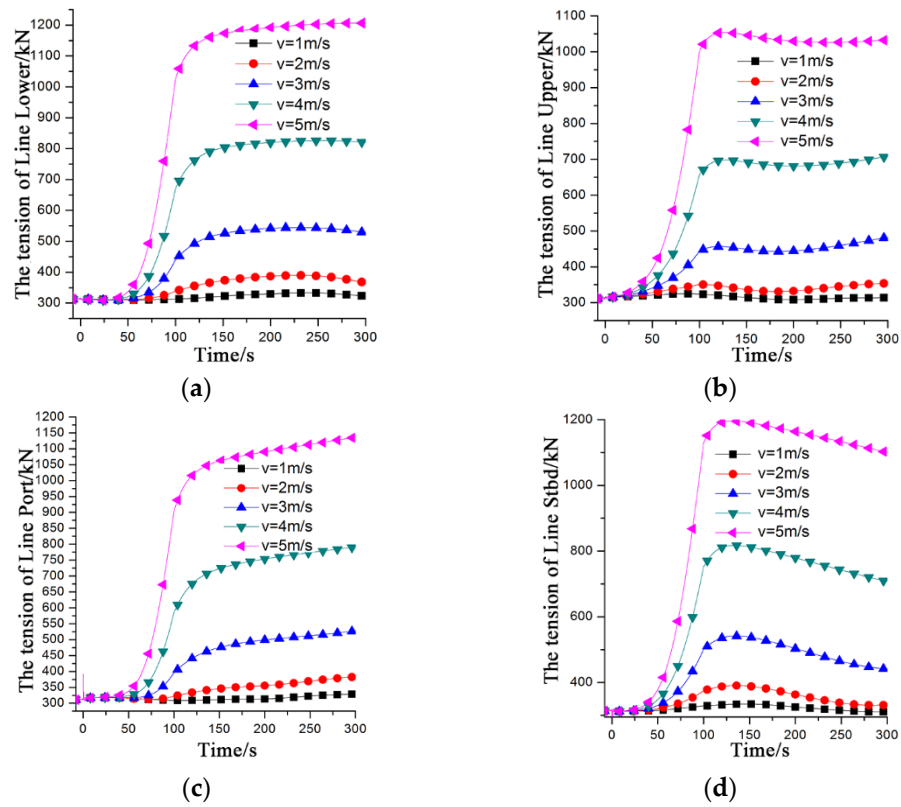 The tension of Line Lower/kN
1200
1100
1000
900
800
700
600
500
400
300
v=1m/s
v=2m/s
v=3m/s
v=4m/s
v=5m/s
0 50 100 150 200 250 300
Time/s
(a)
The tension of Line Upper/kN
1100
1000
900
800
700
600
500
400
300
v=1m/s
v=2m/s
v=3m/s
v=4m/s
v=5m/s
0 50 100 150 200 250 300
Time/s
(b)
The tension of Line Port/kN
1200
1150
1100
1050
1000
950
900
850
800
750
700
650
600
550
500
450
400
350
300
v=1m/s
v=2m/s
v=3m/s
v=4m/s
v=5m/s
0 50 100 150 200 250 300
Time/s
(c)
The tension of Line Stbd/kN
1200
1000
800
600
400
v=1m/s
v=2m/s
v=3m/s
v=4m/s
v=5m/s
0 50 100 150 200 250 300
Time/s
(d)